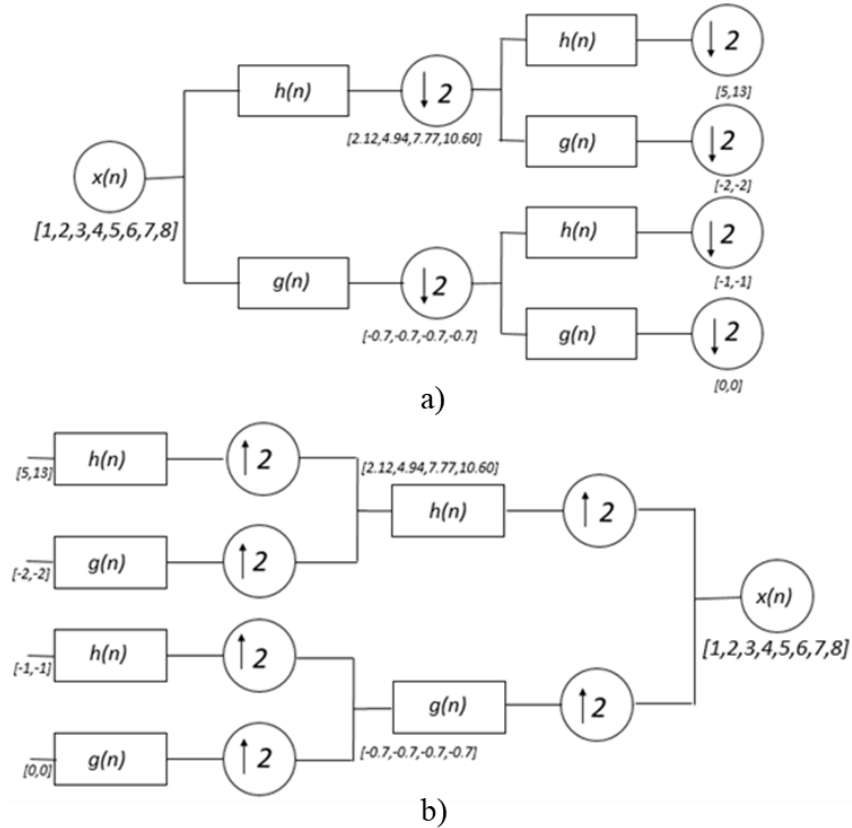 h(n)
↓ 2
[5,13]
h(n)
↓ 2
[2.12,4.94,7.77,10.60]
g(n)
↓ 2
[-2,-2]
x(n)
[1,2,3,4,5,6,7,8]
h(n)
↓ 2
[-1,-1]
g(n)
↓ 2
[-0.7,-0.7,-0.7,-0.7]
g(n)
↓ 2
[0,0]
a)
h(n)
↑ 2
[5,13]
[2.12,4.94,7.77,10.60]
h(n)
↑ 2
g(n)
↑ 2
[-2,-2]
x(n)
[1,2,3,4,5,6,7,8]
h(n)
↑ 2
[-1,-1]
g(n)
↑ 2
[-0.7,-0.7,-0.7,-0.7]
g(n)
↑ 2
[0,0]
b)